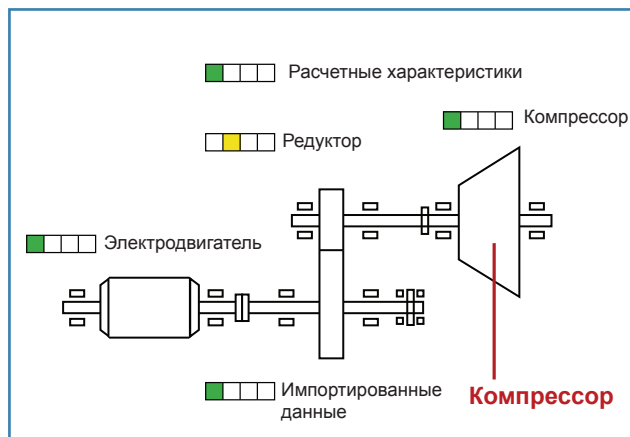 Расчетные характеристики
Компрессор
Редуктор
Электродвигатель
Импортированные
данные
Компрессор